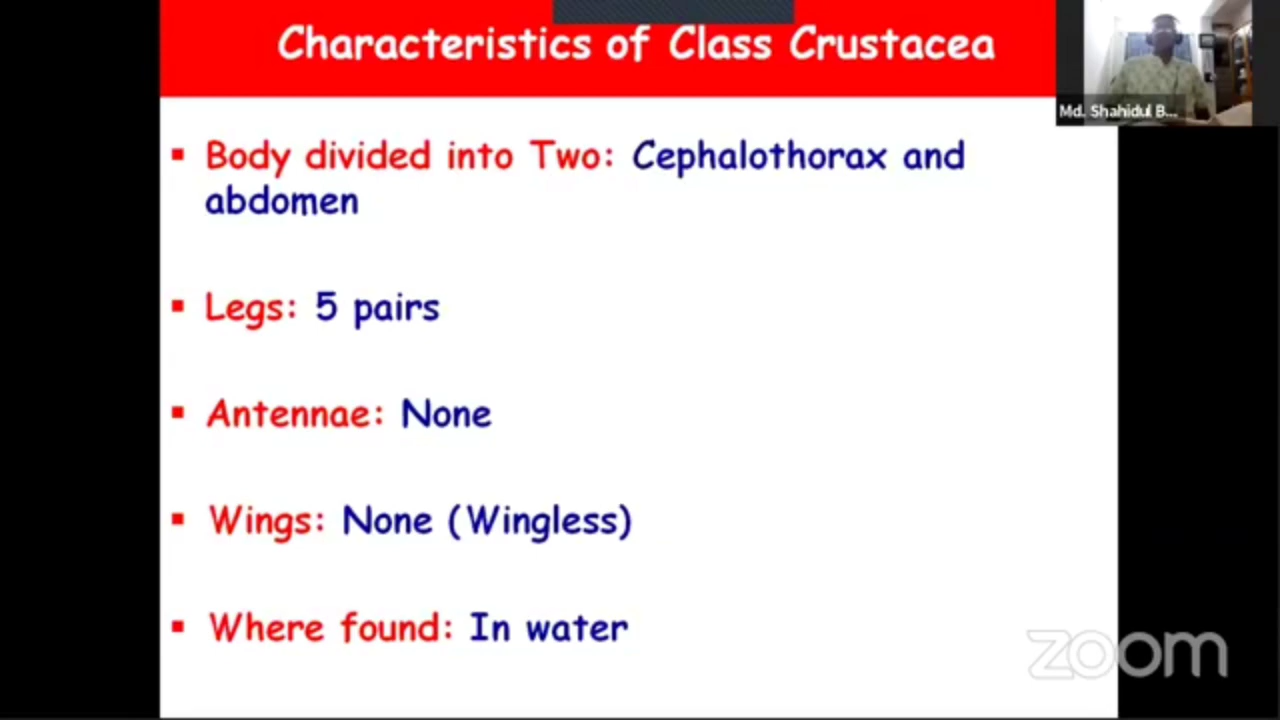 Characteristics of Class Crustacea
Md. Shahidul B...
▪ Body divided into Two: Cephalothorax and
abdomen
▪ Legs: 5 pairs
▪ Antennae: None
▪ Wings: None (Wingless)
▪ Where found: In water
zoom